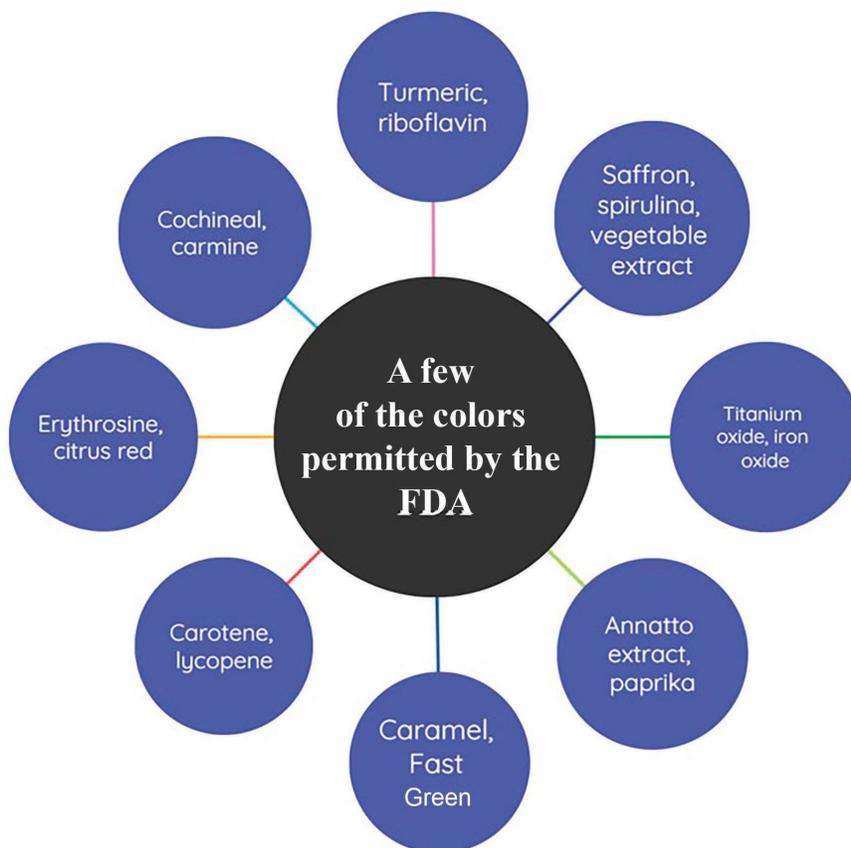 A few
of the colors
permitted by the
FDA
Turmeric,
riboflavin
Saffron,
spirulina,
vegetable
extract
Titanium
oxide, iron
oxide
Annatto
extract,
paprika
Caramel,
Fast
Green
Carotene,
lycopene
Erythrosine,
citrus red
Cochineal,
carmine